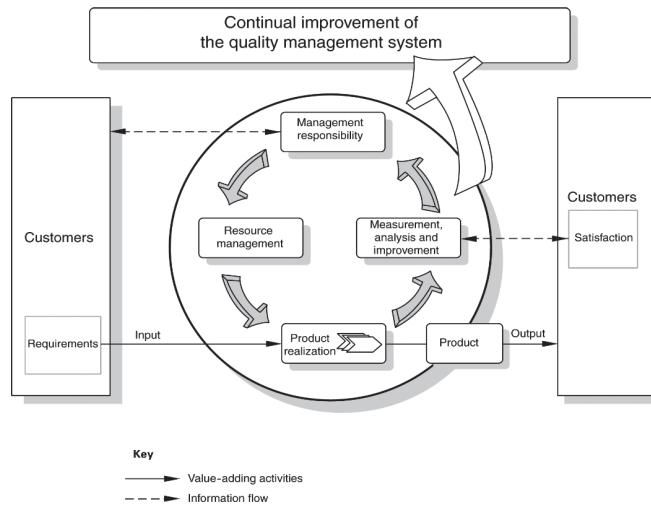 Continual improvement of
the quality management system
Management
responsibility
Customers
Resource
management
Measurement,
analysis and
improvement
Customers
Satisfaction
Requirements
Input
Product
realization
Product
Output
Key
Value-adding activities
Information flow